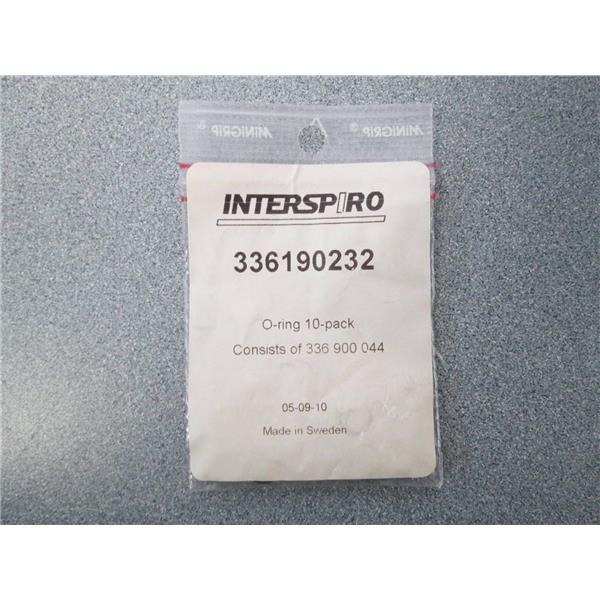 MINIGRIP ® MINIGRIP ®
INTERSPIRO
336190232
O-ring 10-pack
Consists of 336 900 044
05-09-10
Made in Sweden